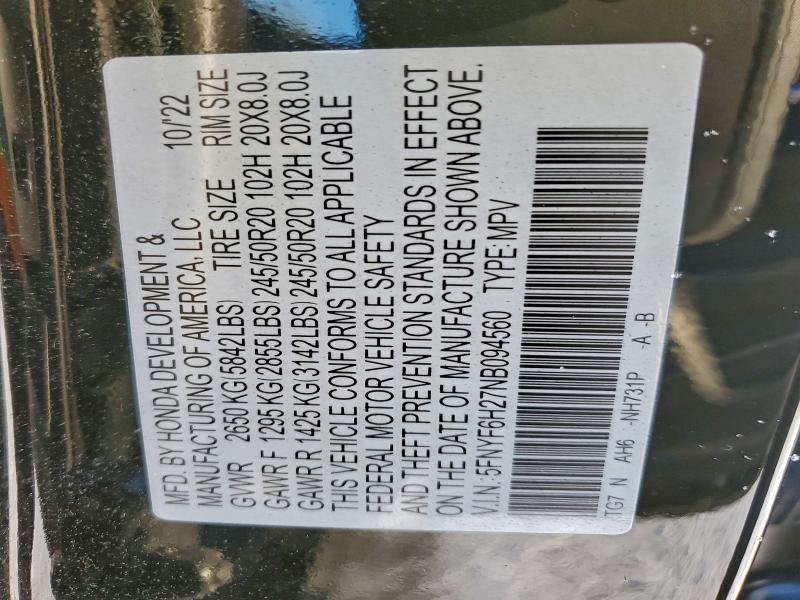 MFD. BY HONDA DEVELOPMENT & 10/'22
MANUFACTURING OF AMERICA, LLC
GVWR 2650 KG(5842LBS) TIRE SIZE RIM SIZE
GAWR F 1295 KG(2855LBS) 245/50R20 102H 20X8.0J
GAWR R 1425 KG(3142LBS) 245/50R20 102H 20X8.0J
THIS VEHICLE CONFORMS TO ALL APPLICABLE
FEDERAL MOTOR VEHICLE SAFETY
AND THEFT PREVENTION STANDARDS IN EFFECT
ON THE DATE OF MANUFACTURE SHOWN ABOVE.
V.I.N.: 5FNYF6H27NB094560 TYPE:MPV
TG7 N AH6 -NH731P -A -B